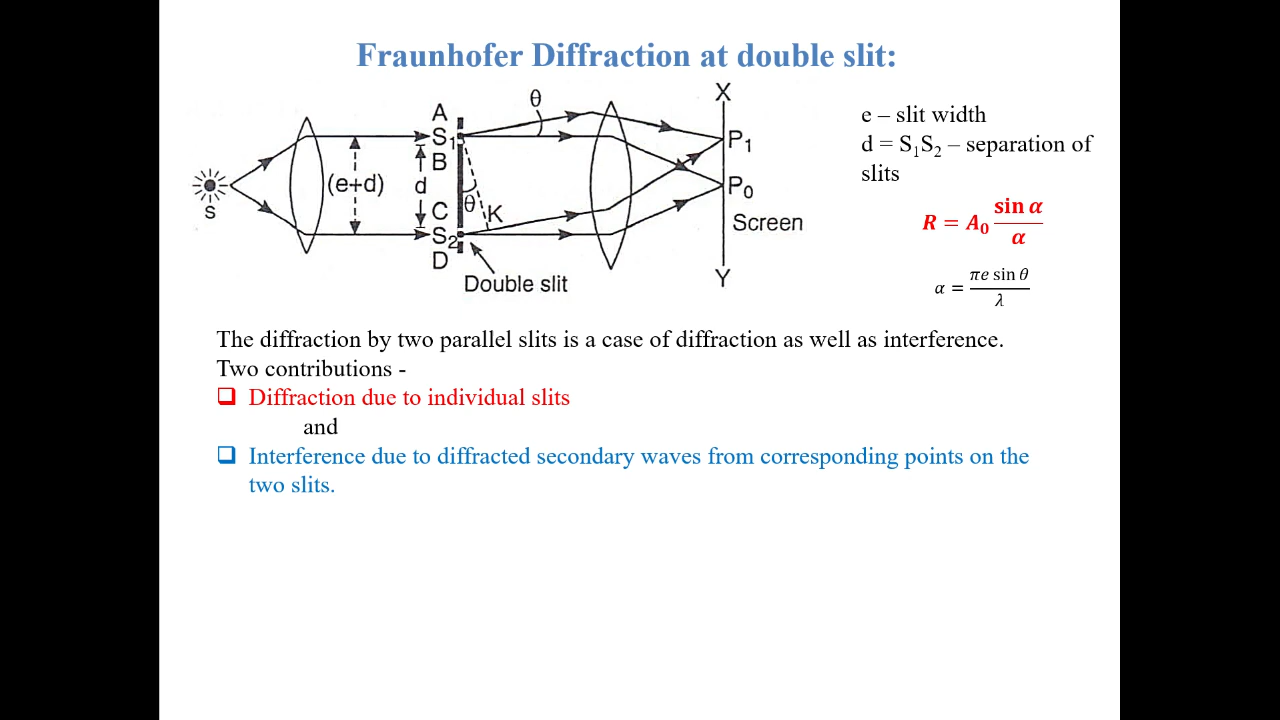 Fraunhofer Diffraction at double slit:
θ
X
A
S₁
P₁
B
(e+d)
d
P₀
S
θ
K
C
Screen
S₂
D
Double slit
Y
e – slit width
d = S₁S₂ – separation of
slits
R = A₀ sin α / α
α = πe sin θ / λ
The diffraction by two parallel slits is a case of diffraction as well as interference.
Two contributions -
❑ Diffraction due to individual slits
and
❑ Interference due to diffracted secondary waves from corresponding points on the
two slits.